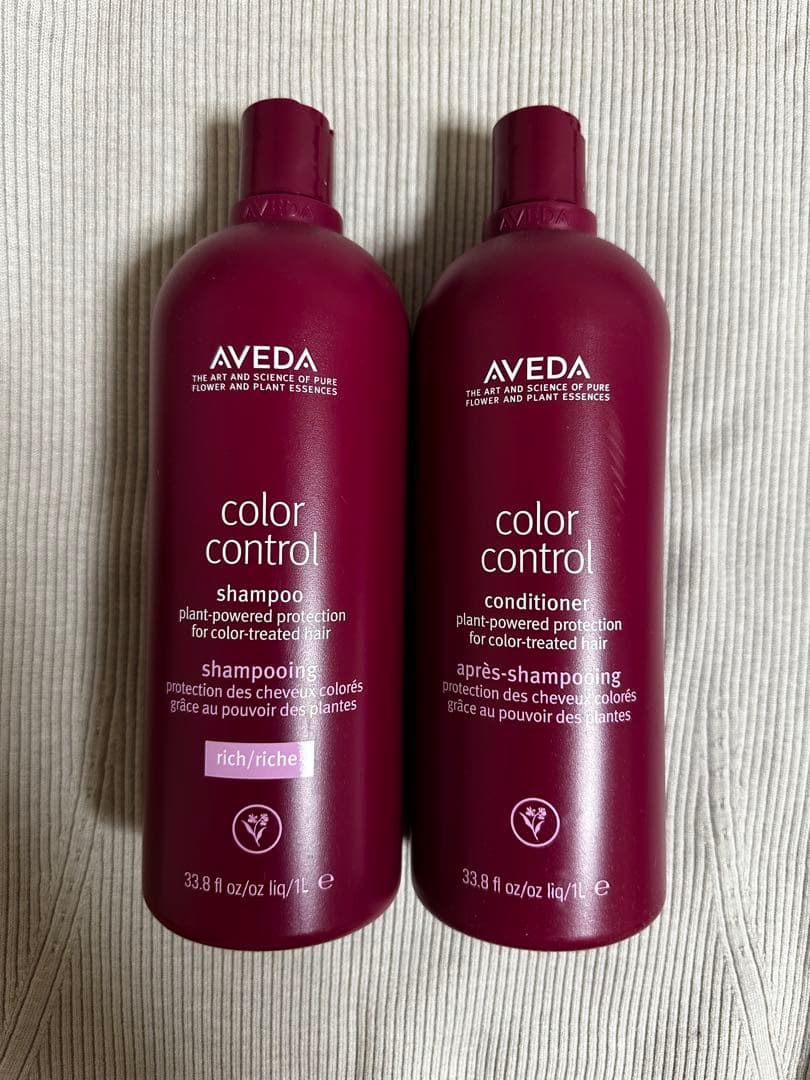 AVEDA
AVEDA
THE ART AND SCIENCE OF PURE
FLOWER AND PLANT ESSENCES
color
control
shampoo
plant-powered protection
for color-treated hair
shampooing
protection des cheveux colorés
grâce au pouvoir des plantes
rich/riche
33.8 fl oz/oz liq/1L ℮
AVEDA
AVEDA
THE ART AND SCIENCE OF PURE
FLOWER AND PLANT ESSENCES
color
control
conditioner
plant-powered protection
for color-treated hair
après-shampooing
protection des cheveux colorés
grâce au pouvoir des plantes
33.8 fl oz/oz liq/1L ℮